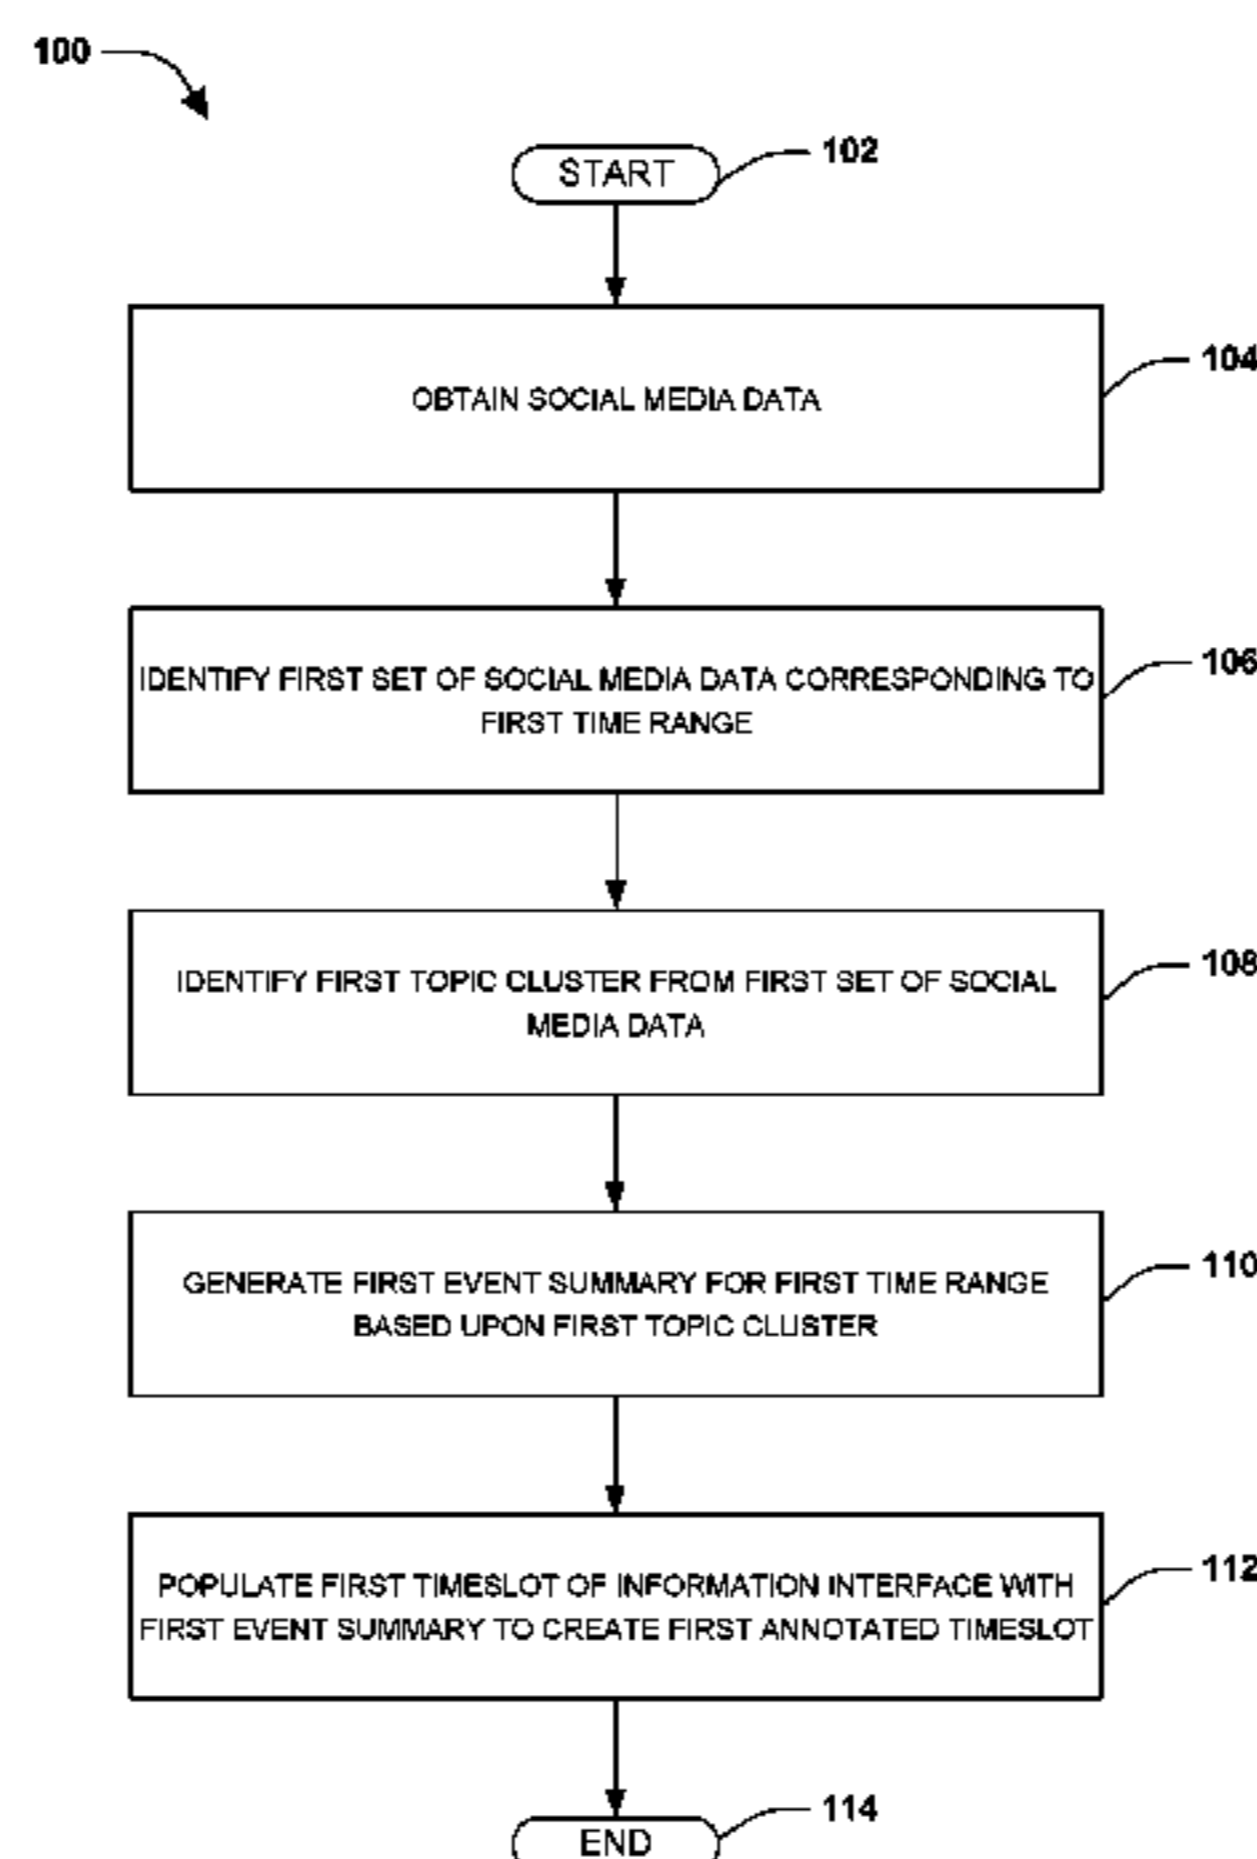 100
START
102
OBTAIN SOCIAL MEDIA DATA
104
IDENTIFY FIRST SET OF SOCIAL MEDIA DATA CORRESPONDING TO
FIRST TIME RANGE
106
IDENTIFY FIRST TOPIC CLUSTER FROM FIRST SET OF SOCIAL
MEDIA DATA
108
GENERATE FIRST EVENT SUMMARY FOR FIRST TIME RANGE
BASED UPON FIRST TOPIC CLUSTER
110
POPULATE FIRST TIMESLOT OF INFORMATION INTERFACE WITH
FIRST EVENT SUMMARY TO CREATE FIRST ANNOTATED TIMESLOT
112
END
114